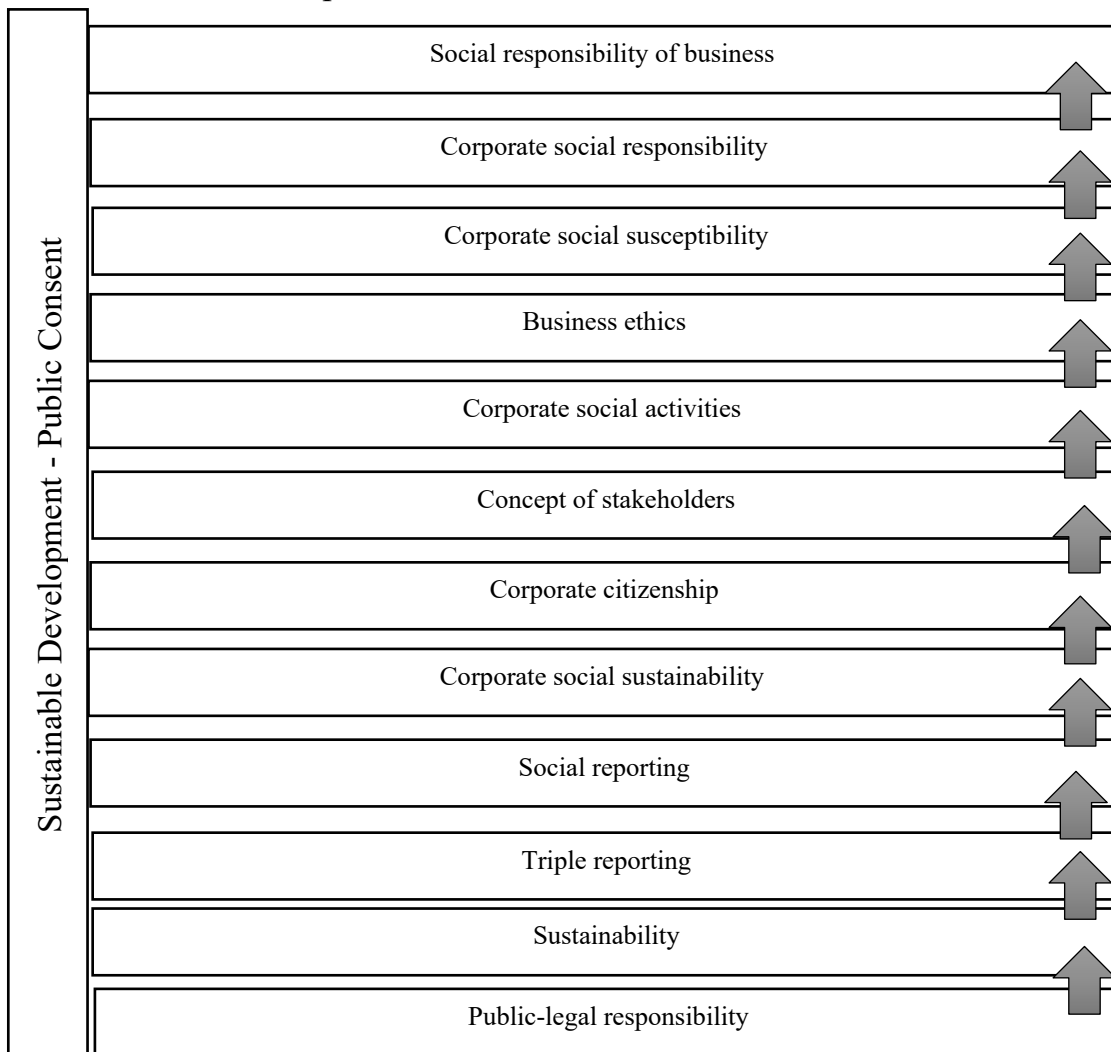 Sustainable Development - Public Consent
Social responsibility of business
Corporate social responsibility
Corporate social susceptibility
Business ethics
Corporate social activities
Concept of stakeholders
Corporate citizenship
Corporate social sustainability
Social reporting
Triple reporting
Sustainability
Public-legal responsibility